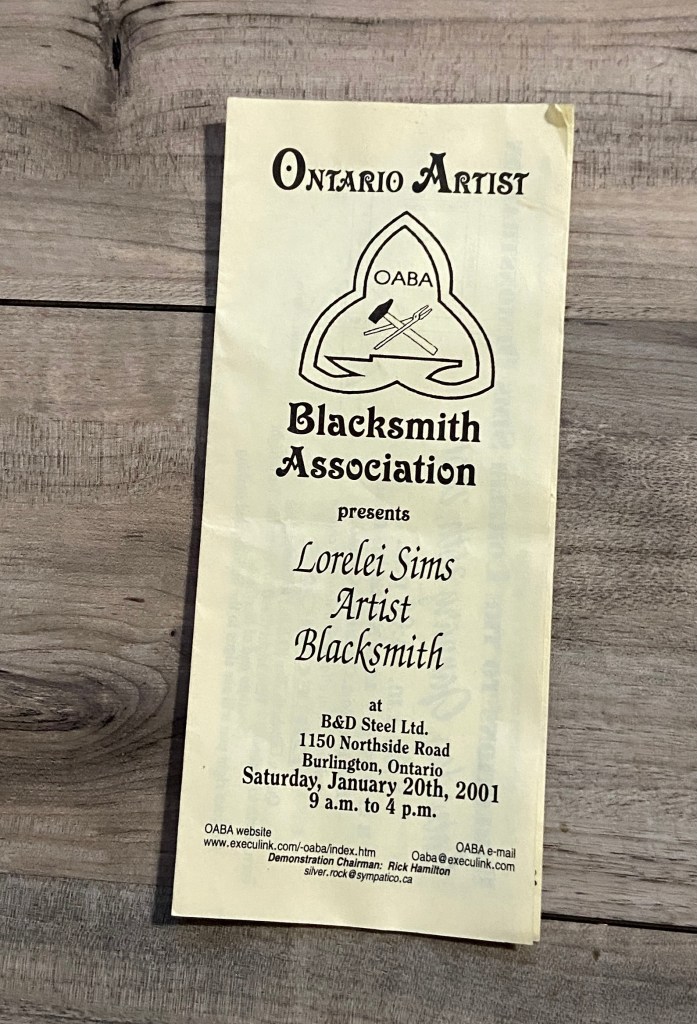 ONTARIO ARTIST
OABA
Blacksmith
Association
presents
Lorelei Sims
Artist
Blacksmith
at
B&D Steel Ltd.
1150 Northside Road
Burlington, Ontario
Saturday, January 20th, 2001
9 a.m. to 4 p.m.
OABA website
www.execulink.com/-oaba/index.htm
OABA e-mail
Oaba@execulink.com
Demonstration Chairman: Rick Hamilton
silver.rock@sympatico.ca